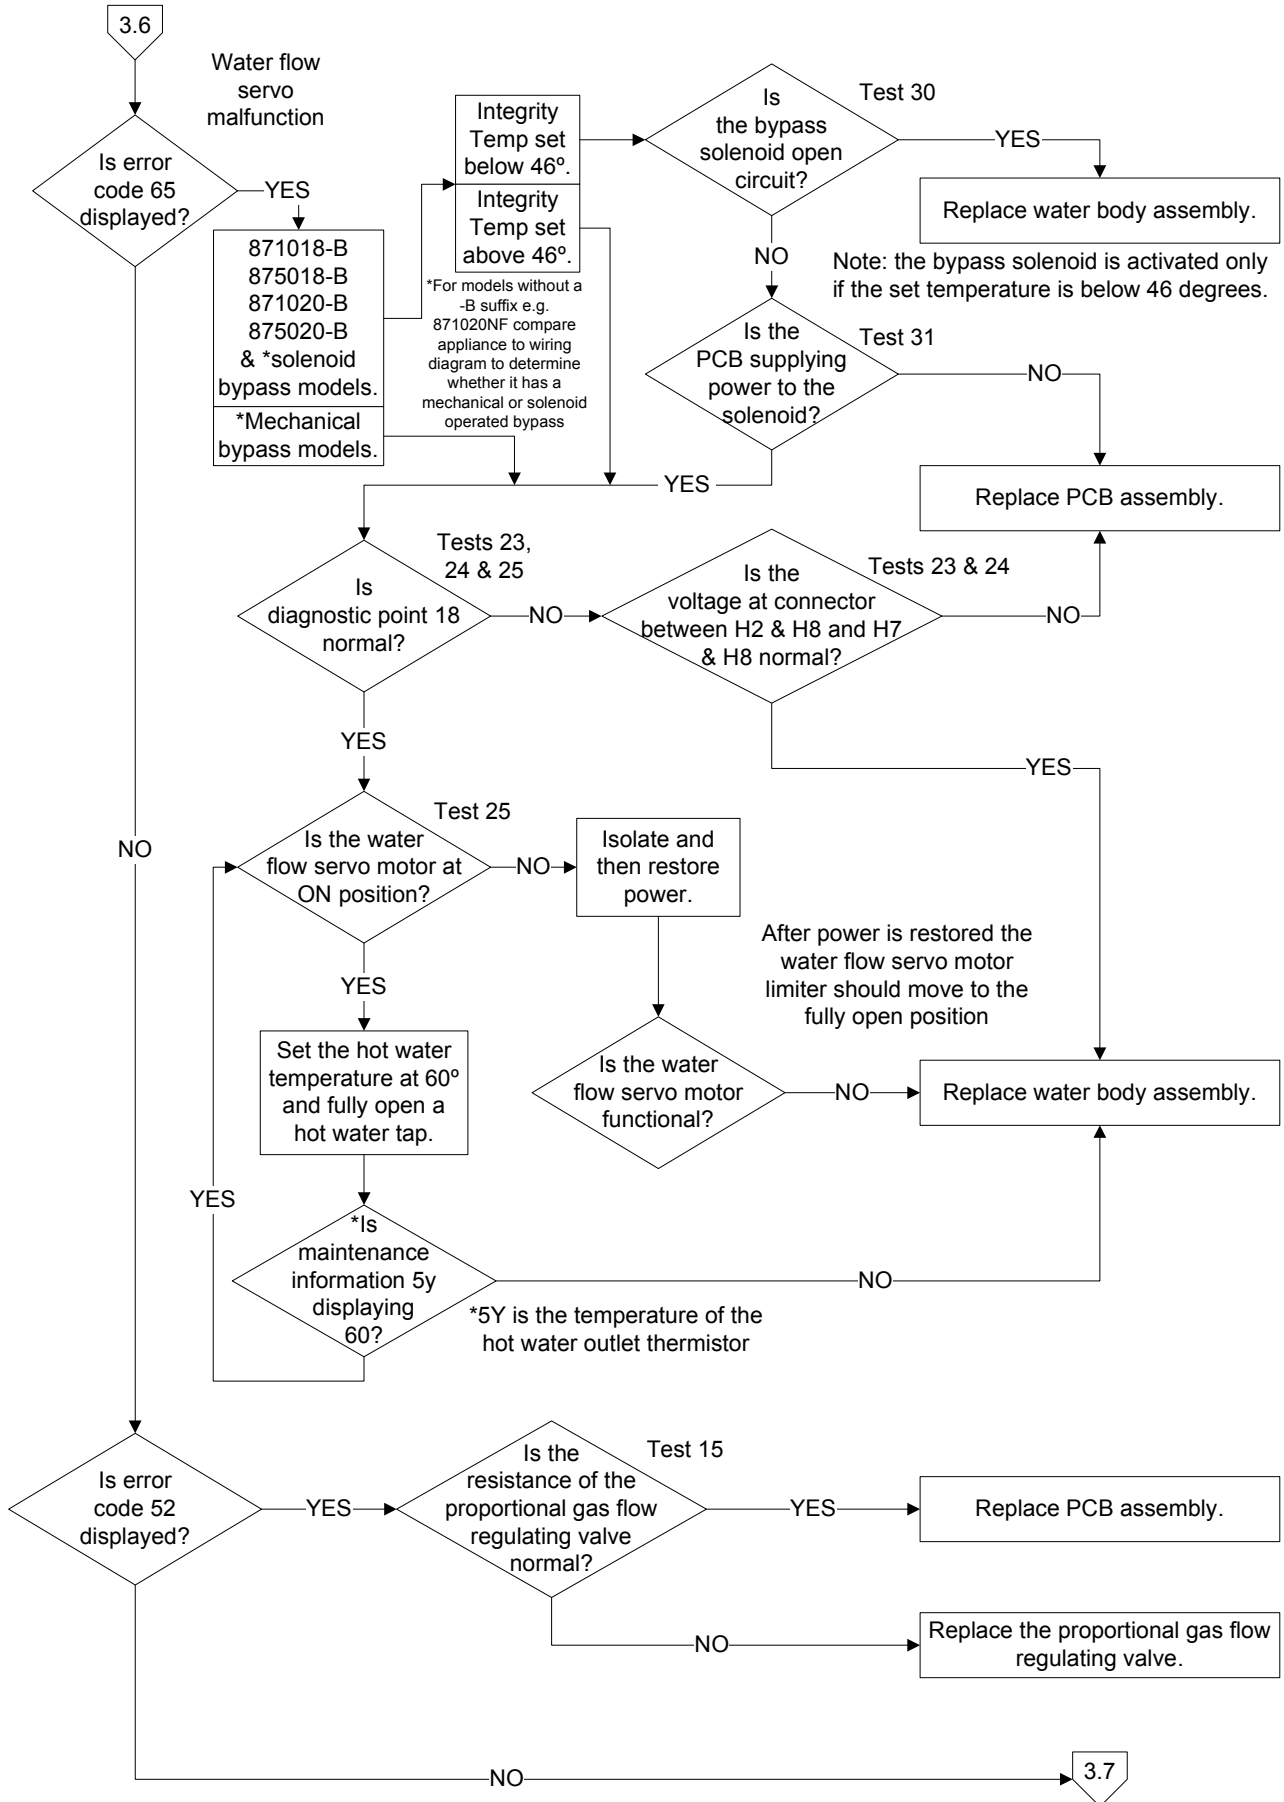 3.6
Water flow
servo
malfunction
Is error
code 65
displayed?
YES
871018-B
875018-B
871020-B
875020-B
& *solenoid
bypass models.
*Mechanical
bypass models.
Integrity
Temp set
below 46º.
Integrity
Temp set
above 46º.
*For models without a
-B suffix e.g.
871020NF compare
appliance to wiring
diagram to determine
whether it has a
mechanical or solenoid
operated bypass
Is
the bypass
solenoid open
circuit?
Test 30
YES
Replace water body assembly.
NO
Note: the bypass solenoid is activated only
if the set temperature is below 46 degrees.
Is the
PCB supplying
power to the
solenoid?
Test 31
NO
YES
Replace PCB assembly.
Is
diagnostic point 18
normal?
Tests 23,
24 & 25
NO
Is the
voltage at connector
between H2 & H8 and H7
& H8 normal?
Tests 23 & 24
NO
YES
YES
Is the water
flow servo motor at
ON position?
Test 25
NO
Isolate and
then restore
power.
After power is restored the
water flow servo motor
limiter should move to the
fully open position
YES
Set the hot water
temperature at 60º
and fully open a
hot water tap.
Is the water
flow servo motor
functional?
NO
Replace water body assembly.
*Is
maintenance
information 5y
displaying
60?
YES
NO
*5Y is the temperature of the
hot water outlet thermistor
NO
Is error
code 52
displayed?
YES
Is the
resistance of the
proportional gas flow
regulating valve
normal?
Test 15
YES
Replace PCB assembly.
NO
Replace the proportional gas flow
regulating valve.
NO
3.7